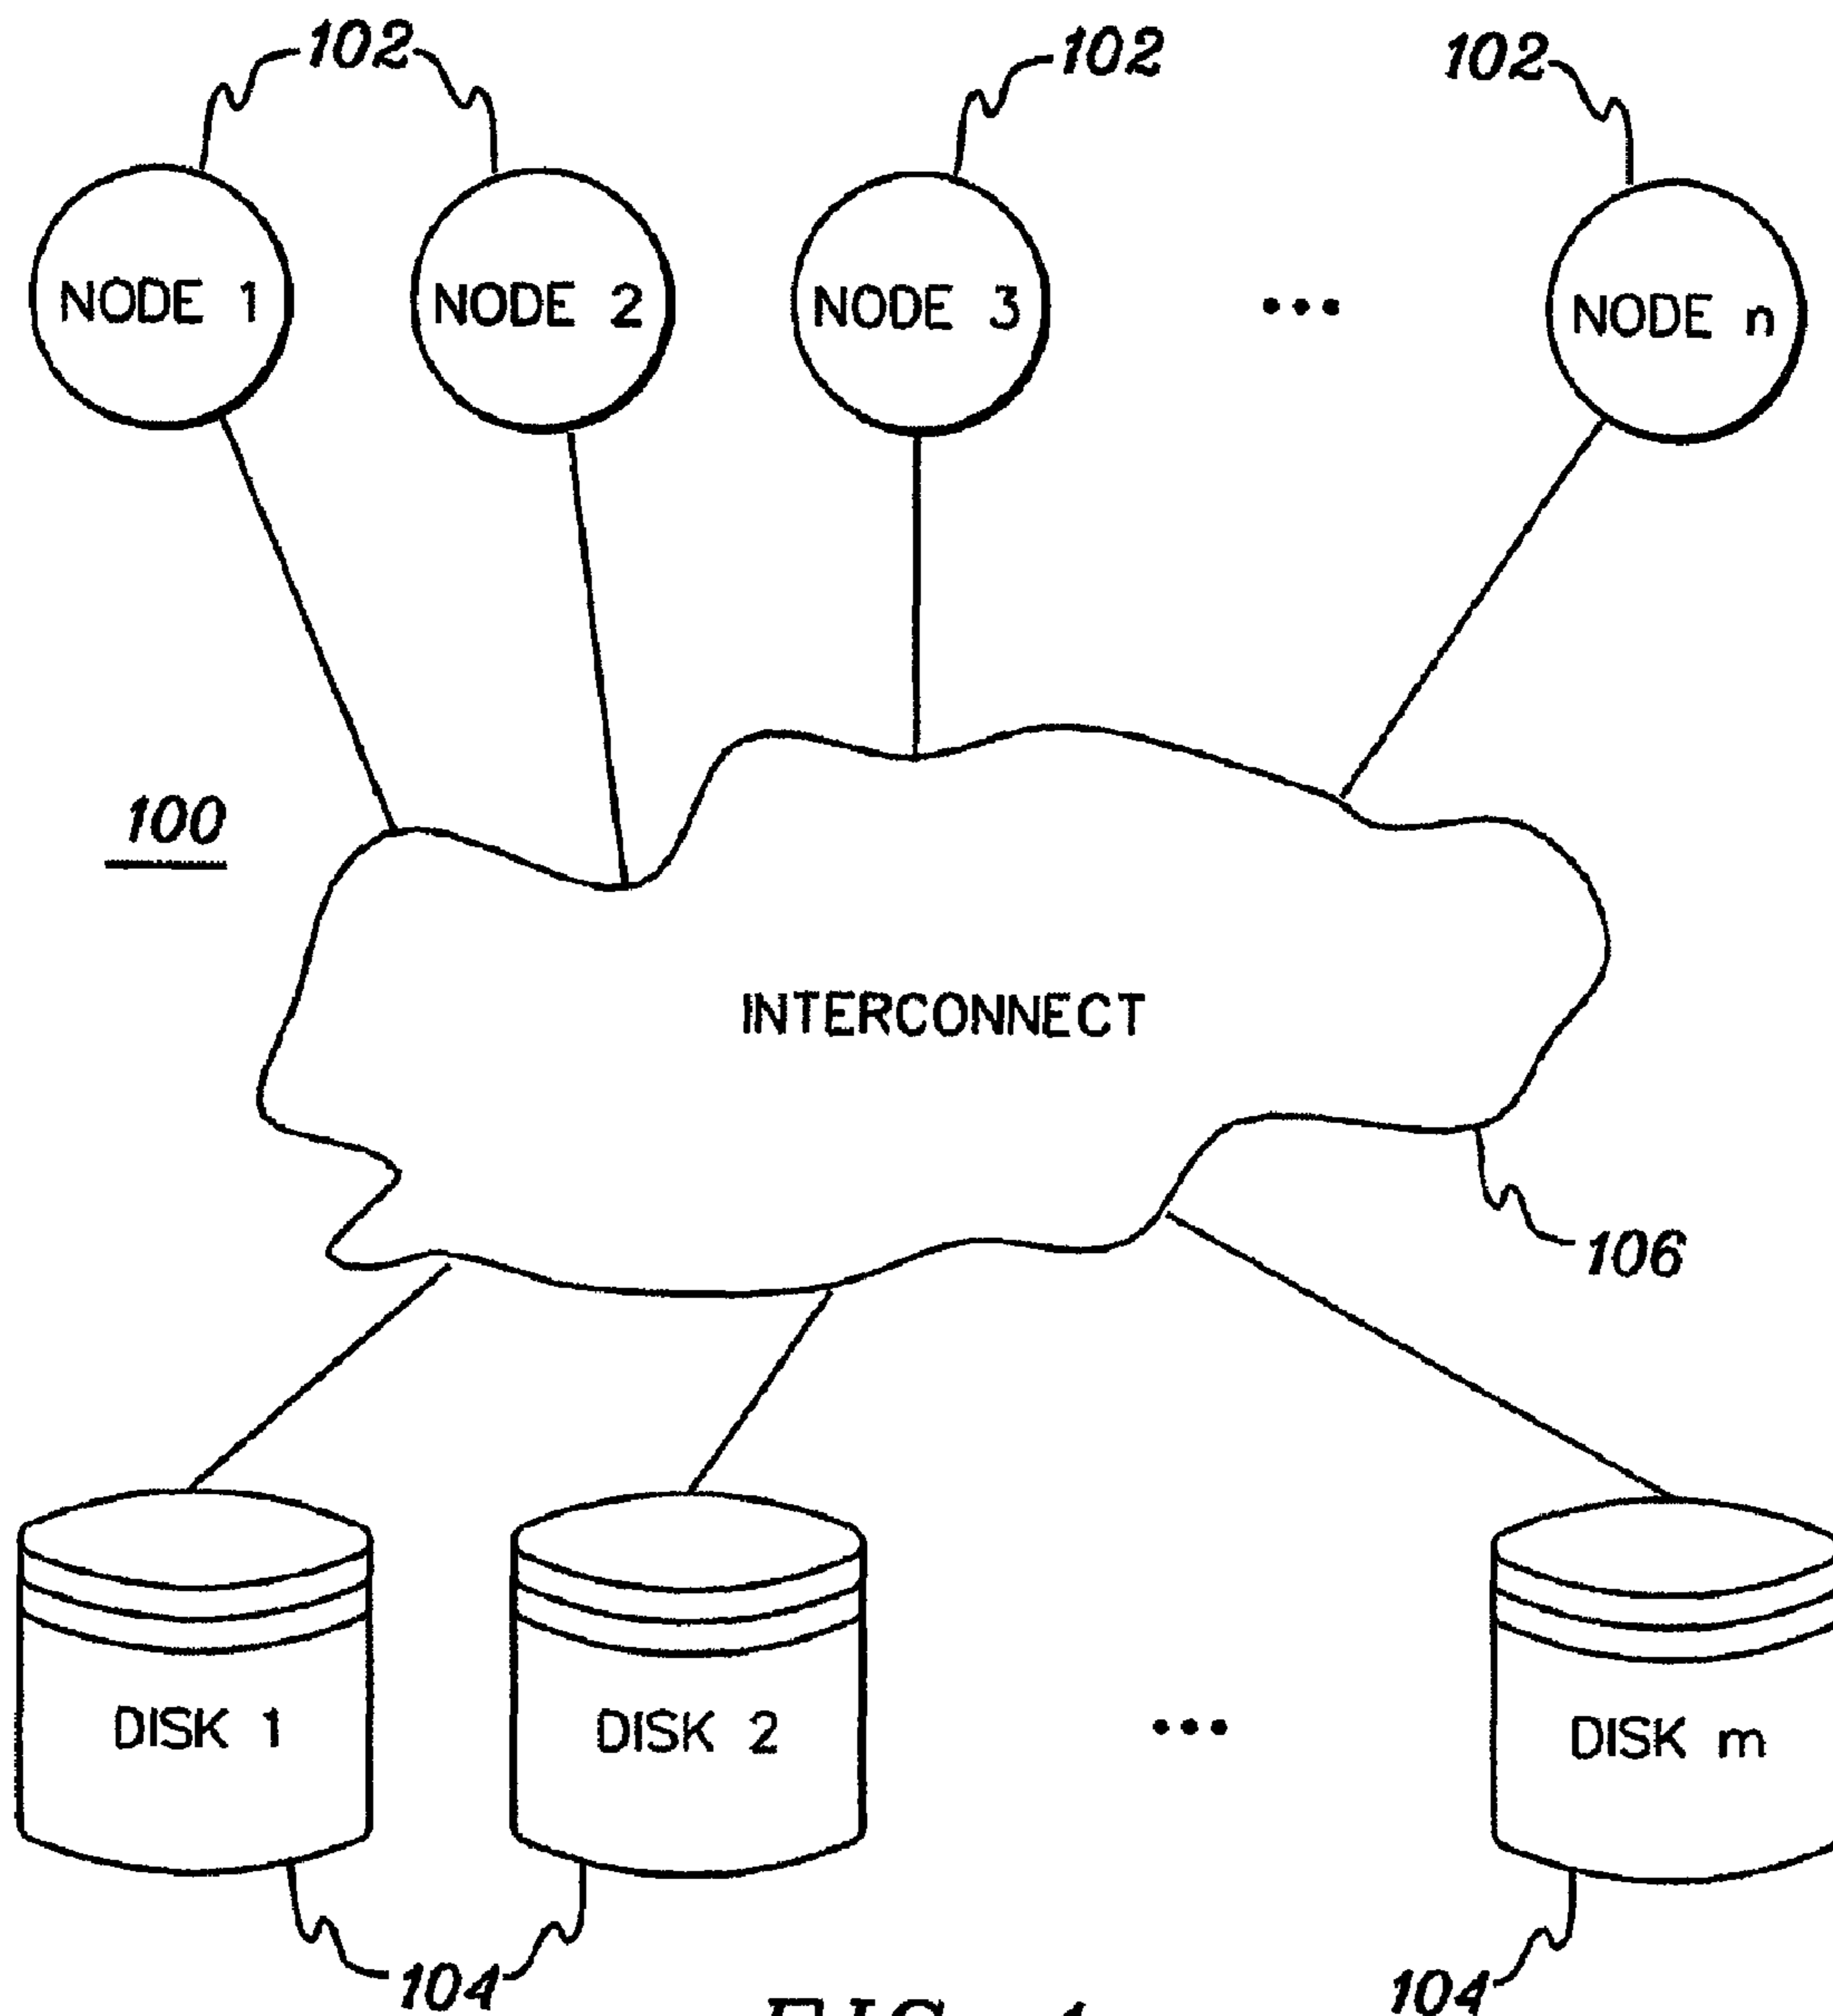 102 102 102
NODE 1 NODE 2 NODE 3 ... NODE n
100
INTERCONNECT
106
DISK 1 DISK 2 ... DISK m
104 104